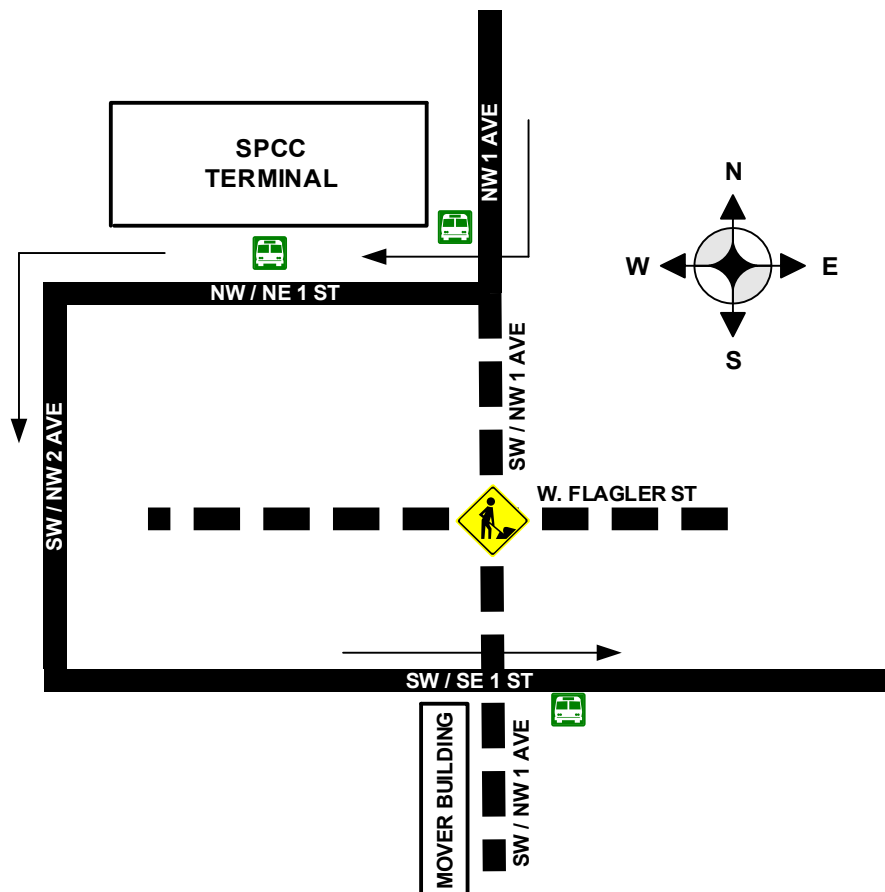 NW 1 AVE
SPCC
TERMINAL
N
W
E
S
NW / NE 1 ST
SW / NW 1 AVE
SW / NW 2 AVE
W. FLAGLER ST
SW / SE 1 ST
MOVER BUILDING
SW / NW 1 AVE